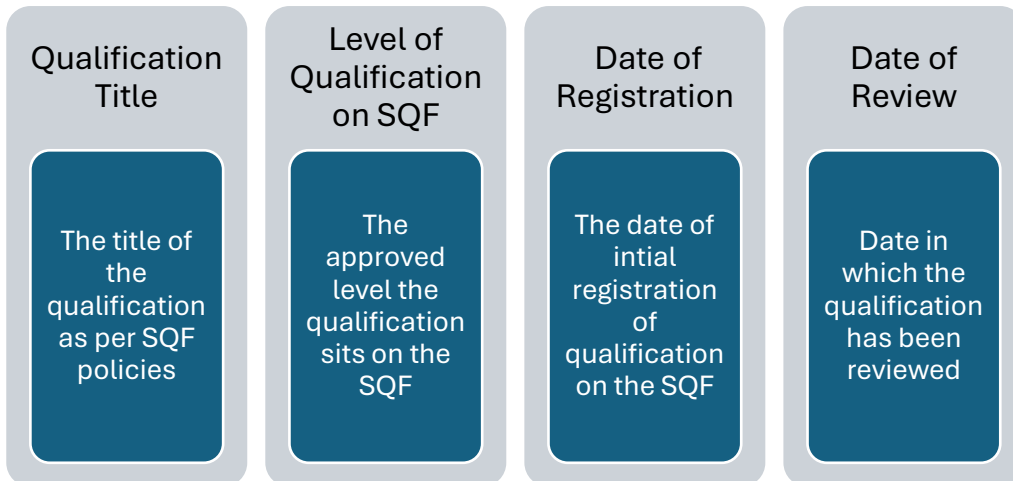 Qualification
Title
The title of
the
qualification
as per SQF
policies
Level of
Qualification
on SQF
The
approved
level the
qualification
sits on the
SQF
Date of
Registration
The date of
intial
registration
of
qualification
on the SQF
Date of
Review
Date in
which the
qualification
has been
reviewed